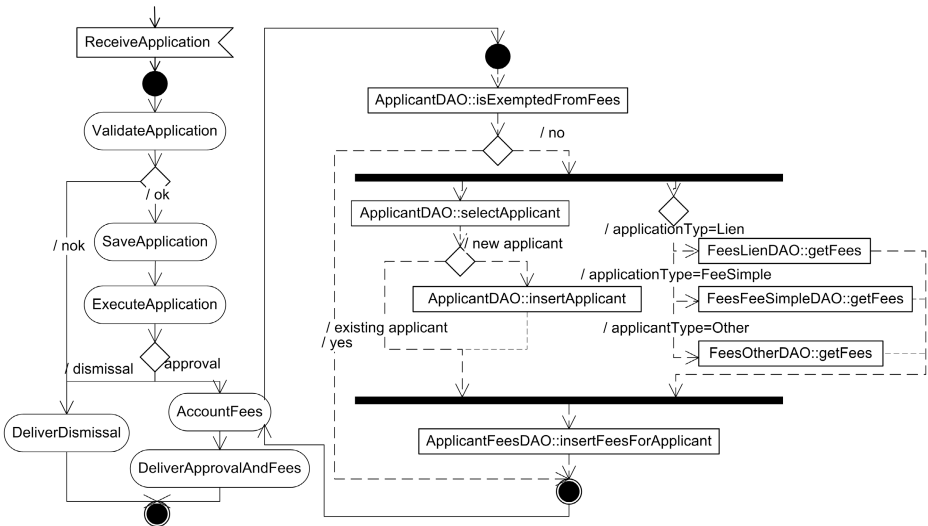 ReceiveApplication
ValidateApplication
/ ok
/ nok
SaveApplication
ExecuteApplication
/ dismissal
approval
AccountFees
DeliverDismissal
DeliverApprovalAndFees
ApplicantDAO::isExemptedFromFees
/ no
ApplicantDAO::selectApplicant
/ new applicant
ApplicantDAO::insertApplicant
/ existing applicant
/ yes
/ applicationTyp=Lien
FeesLienDAO::getFees
/ applicationType=FeeSimple
FeesFeeSimpleDAO::getFees
/ applicantType=Other
FeesOtherDAO::getFees
ApplicantFeesDAO::insertFeesForApplicant